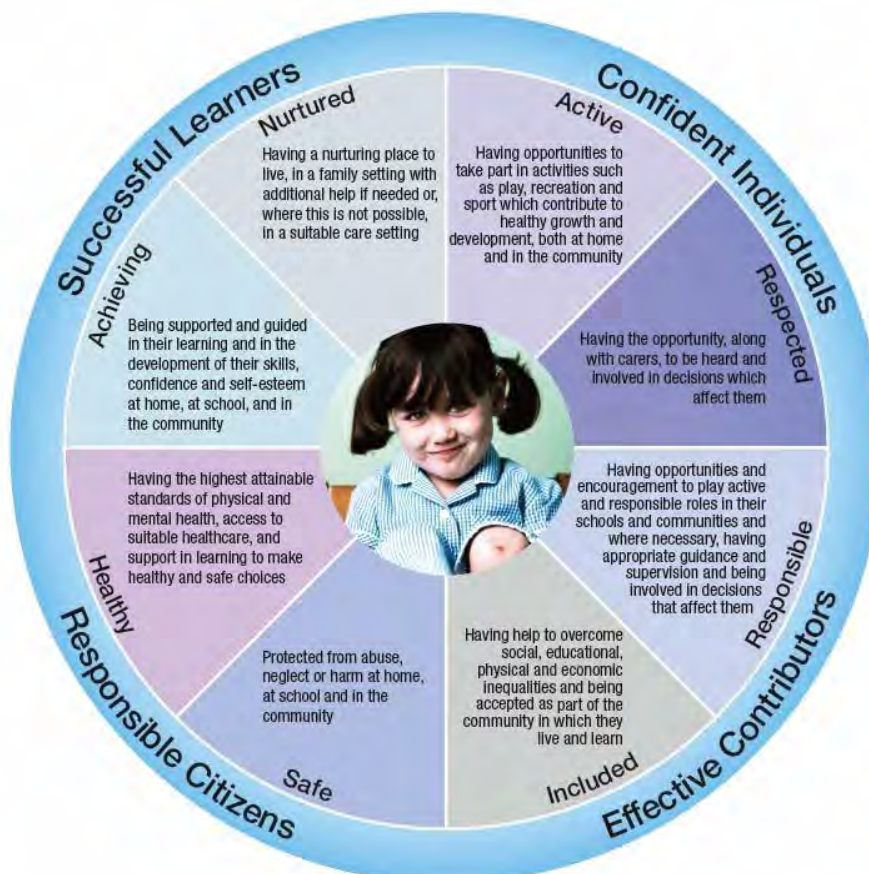 Successful Learners
Confident Individuals
Nurtured
Having a nurturing place to
live, in a family setting with
additional help if needed or,
where this is not possible,
in a suitable care setting
Active
Having opportunities to
take part in activities such
as play, recreation and
sport which contribute to
healthy growth and
development, both at home
and in the community
Achieving
Being supported and guided
in their learning and in the
development of their skills,
confidence and self-esteem
at home, at school, and in
the community
Respected
Having the opportunity, along
with carers, to be heard and
involved in decisions which
affect them
Healthy
Having the highest attainable
standards of physical and
mental health, access to
suitable healthcare, and
support in learning to make
healthy and safe choices
Responsible
Having opportunities and
encouragement to play active
and responsible roles in their
schools and communities and
where necessary, having
appropriate guidance and
supervision and being
involved in decisions
that affect them
Safe
Protected from abuse,
neglect or harm at home,
at school and in the
community
Included
Having help to overcome
social, educational,
physical and economic
inequalities and being
accepted as part of the
community in which they
live and learn
Responsible Citizens
Effective Contributors